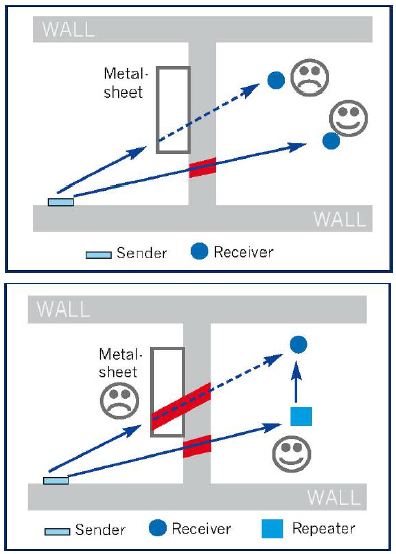 WALL
Metal-
sheet
WALL
Sender
Receiver
WALL
Metal-
sheet
WALL
Sender
Receiver
Repeater